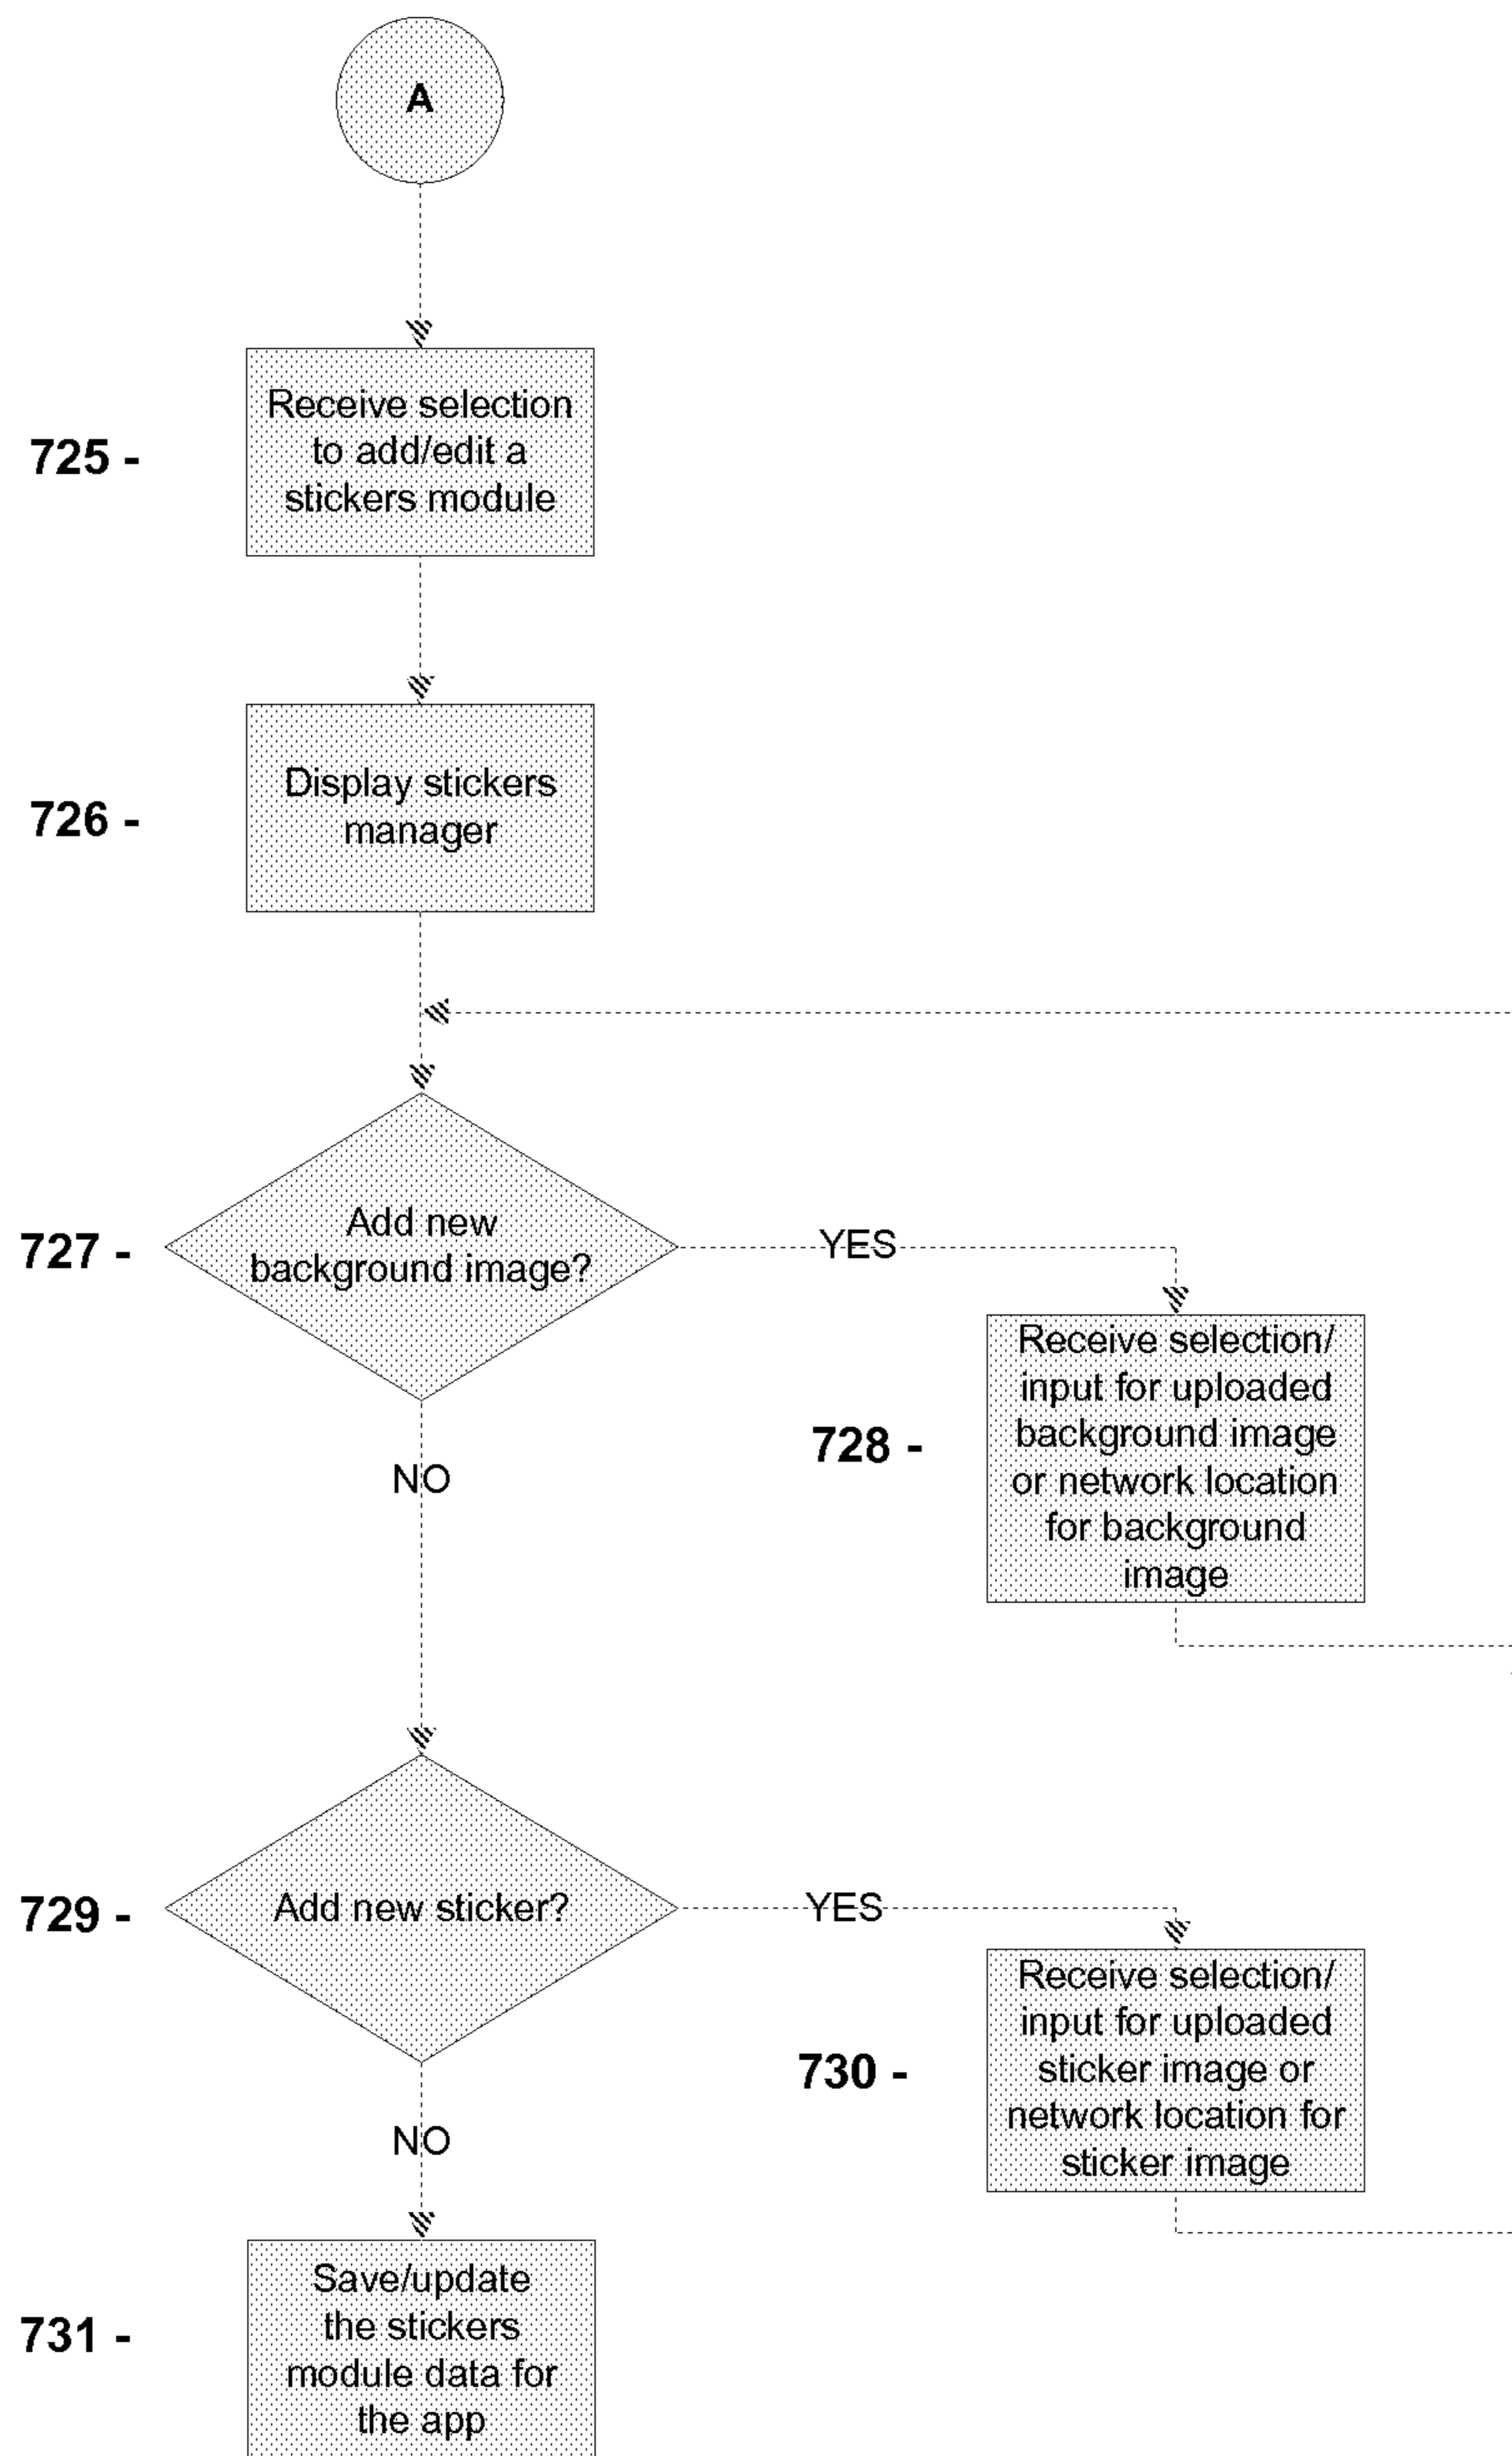 A
725 -
Receive selection
to add/edit a
stickers module
726 -
Display stickers
manager
727 -
Add new
background image?
YES
728 -
Receive selection/
input for uploaded
background image
or network location
for background
image
NO
729 -
Add new sticker?
YES
730 -
Receive selection/
input for uploaded
sticker image or
network location for
sticker image
NO
731 -
Save/update
the stickers
module data for
the app